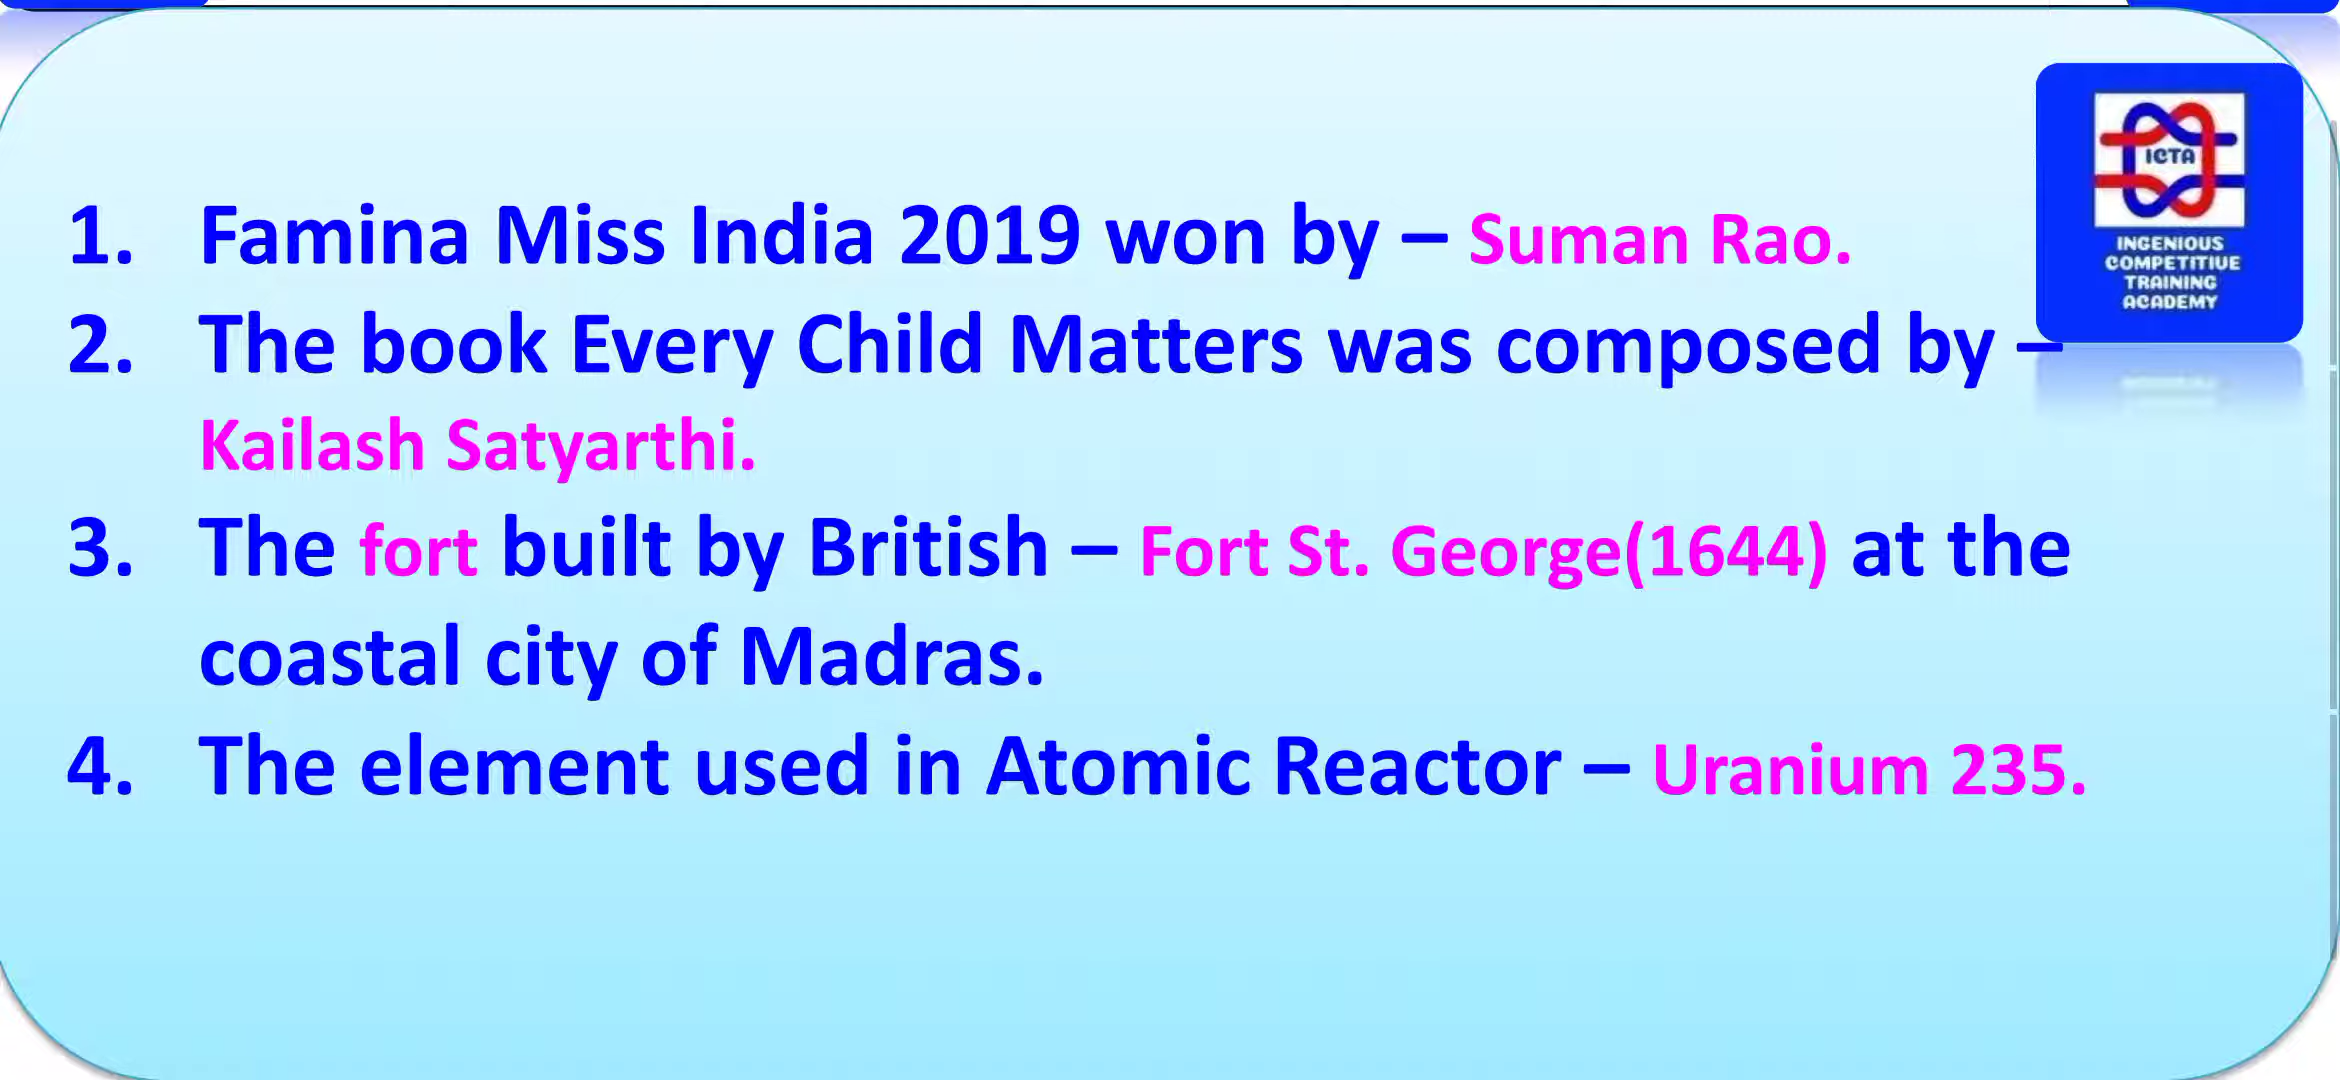 ICTA
INGENIOUS
COMPETITIVE
TRAINING
ACADEMY
1. Famina Miss India 2019 won by – Suman Rao.
2. The book Every Child Matters was composed by –
Kailash Satyarthi.
3. The fort built by British – Fort St. George(1644) at the
coastal city of Madras.
4. The element used in Atomic Reactor – Uranium 235.